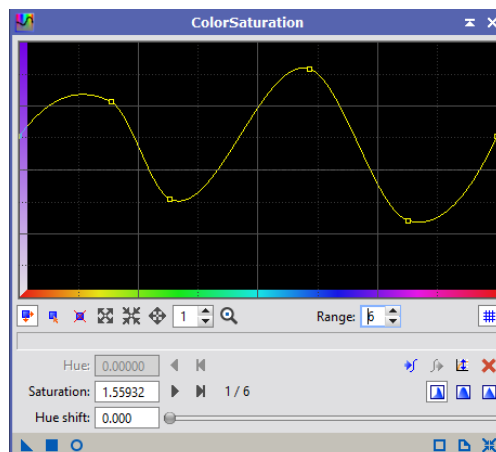 ColorSaturation
1 Range: 6
Hue: 0.00000
Saturation: 1.55932 1 / 6
Hue shift: 0.000